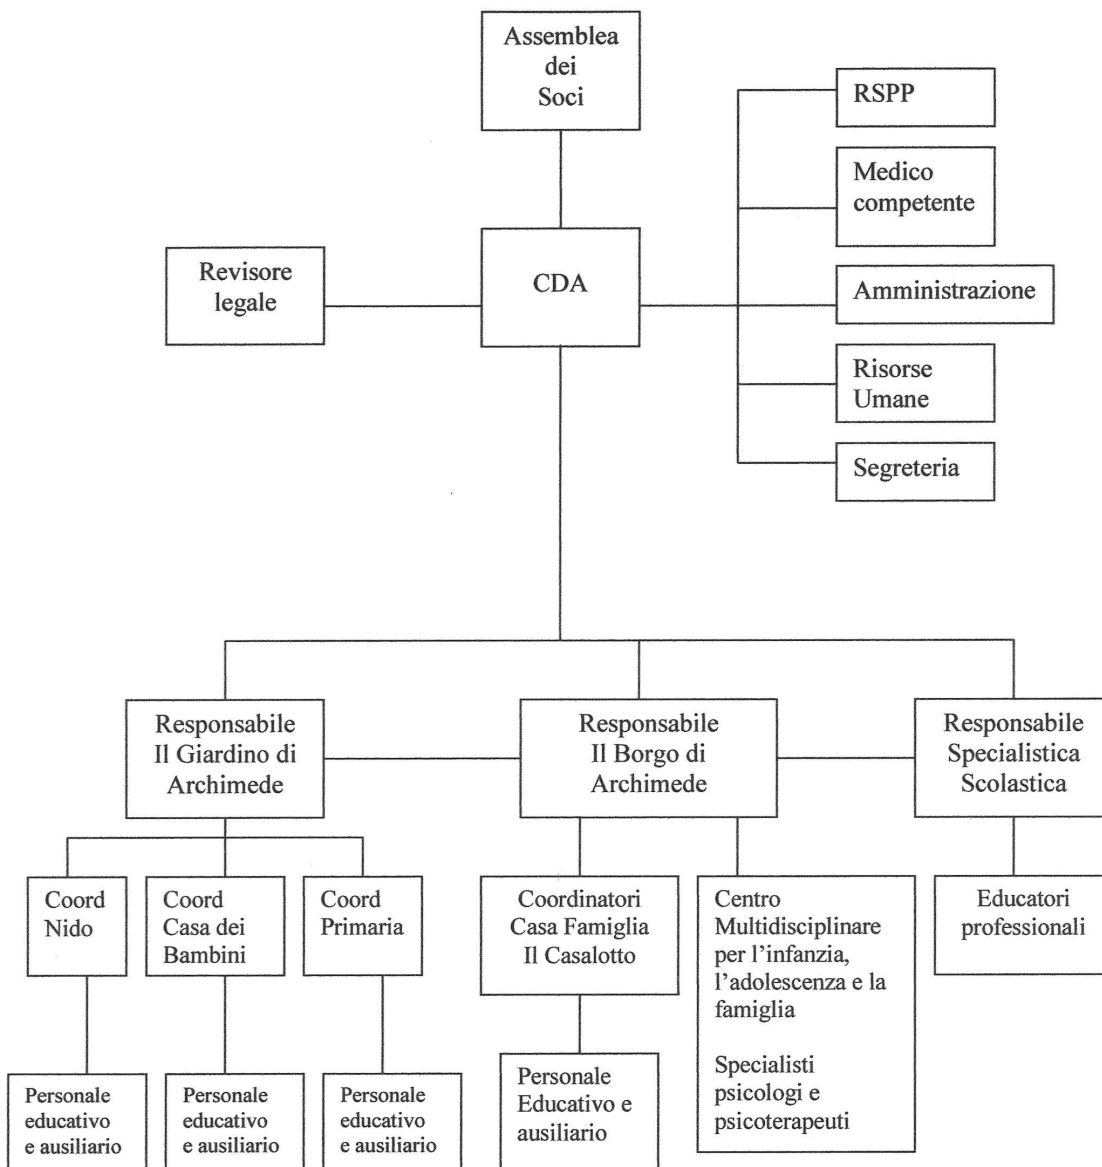 Assemblea
dei
Soci
RSPP
Medico
competente
Revisore
legale
CDA
Amministrazione
Risorse
Umane
Segreteria
Responsabile
Il Giardino di
Archimede
Responsabile
Il Borgo di
Archimede
Responsabile
Specialistica
Scolastica
Coord
Nido
Coord
Casa dei
Bambini
Coord
Primaria
Coordinatori
Casa Famiglia
Il Casalotto
Centro
Multidisciplinare
per l'infanzia,
l'adolescenza e la
famiglia
Specialisti
psicologi e
psicoterapeuti
Educatori
professionali
Personale
educativo
e ausiliario
Personale
educativo
e ausiliario
Personale
educativo
e ausiliario
Personale
Educativo e
ausiliario